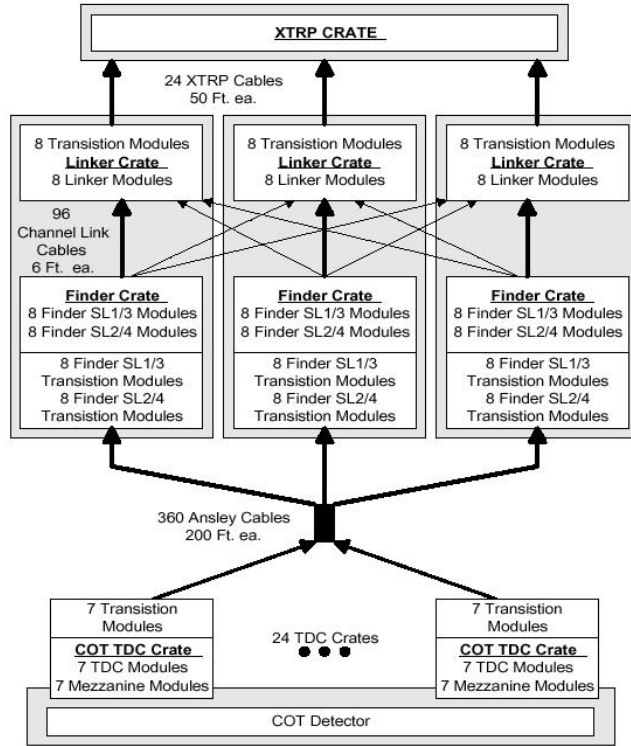 XTRP CRATE
24 XTRP Cables
50 Ft. ea.
8 Transistion Modules
Linker Crate
8 Linker Modules
8 Transistion Modules
Linker Crate
8 Linker Modules
8 Transistion Modules
Linker Crate
8 Linker Modules
96
Channel Link
Cables
6 Ft. ea.
Finder Crate
8 Finder SL1/3 Modules
8 Finder SL2/4 Modules
8 Finder SL1/3
Transistion Modules
8 Finder SL2/4
Transistion Modules
Finder Crate
8 Finder SL1/3 Modules
8 Finder SL2/4 Modules
8 Finder SL1/3
Transistion Modules
8 Finder SL2/4
Transistion Modules
Finder Crate
8 Finder SL1/3 Modules
8 Finder SL2/4 Modules
8 Finder SL1/3
Transistion Modules
8 Finder SL2/4
Transistion Modules
360 Ansley Cables
200 Ft. ea.
7 Transistion
Modules
COT TDC Crate
7 TDC Modules
7 Mezzanine Modules
24 TDC Crates
7 Transistion
Modules
COT TDC Crate
7 TDC Modules
7 Mezzanine Modules
COT Detector